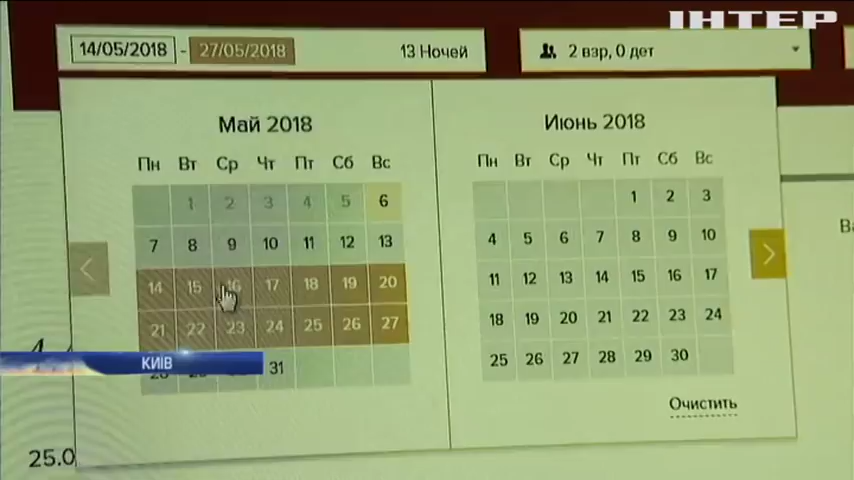 ІНТЕР
14/05/2018 - 27/05/2018 13 Ночей
2 взр, 0 дет
Май 2018
Пн Вт Ср Чт Пт Сб Вс
1 2 3 4 5 6
7 8 9 10 11 12 13
14 15 16 17 18 19 20
21 22 23 24 25 26 27
31
Июнь 2018
Пн Вт Ср Чт Пт Сб Вс
1 2 3
4 5 6 7 8 9 10
11 12 13 14 15 16 17
18 19 20 21 22 23 24
25 26 27 28 29 30
Очистить
КИЇВ
25.0